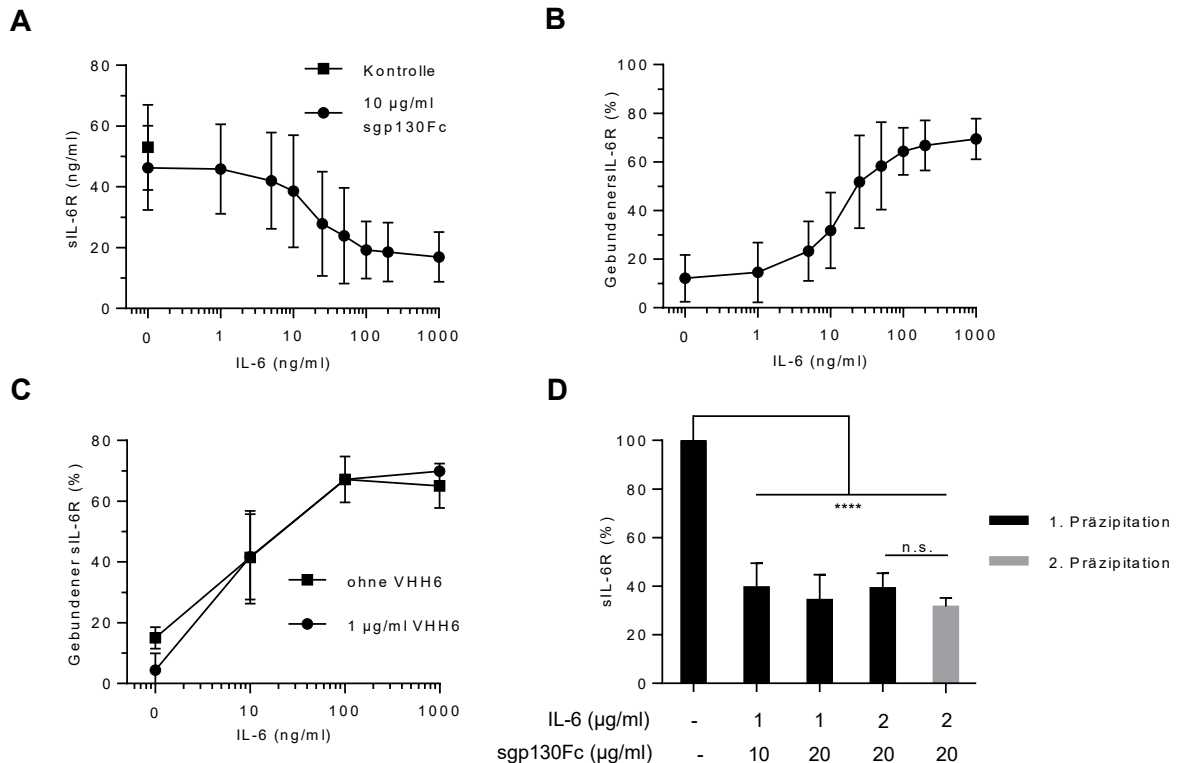 A
80
60
40
20
0
sIL-6R (ng/ml)
Kontrolle
10 µg/ml
sgp130Fc
0 1 10 100 1000
IL-6 (ng/ml)
B
100
80
60
40
20
0
GebundenersIL-6R (%)
0 1 10 100 1000
IL-6 (ng/ml)
C
80
60
40
20
0
Gebundener sIL-6R (%)
ohne VHH6
1 µg/ml VHH6
0 10 100 1000
IL-6 (ng/ml)
D
100
80
60
40
20
0
sIL-6R (%)
****
n.s.
1. Präzipitation
2. Präzipitation
IL-6 (µg/ml) - 1 1 2 2
sgp130Fc (µg/ml) - 10 20 20 20